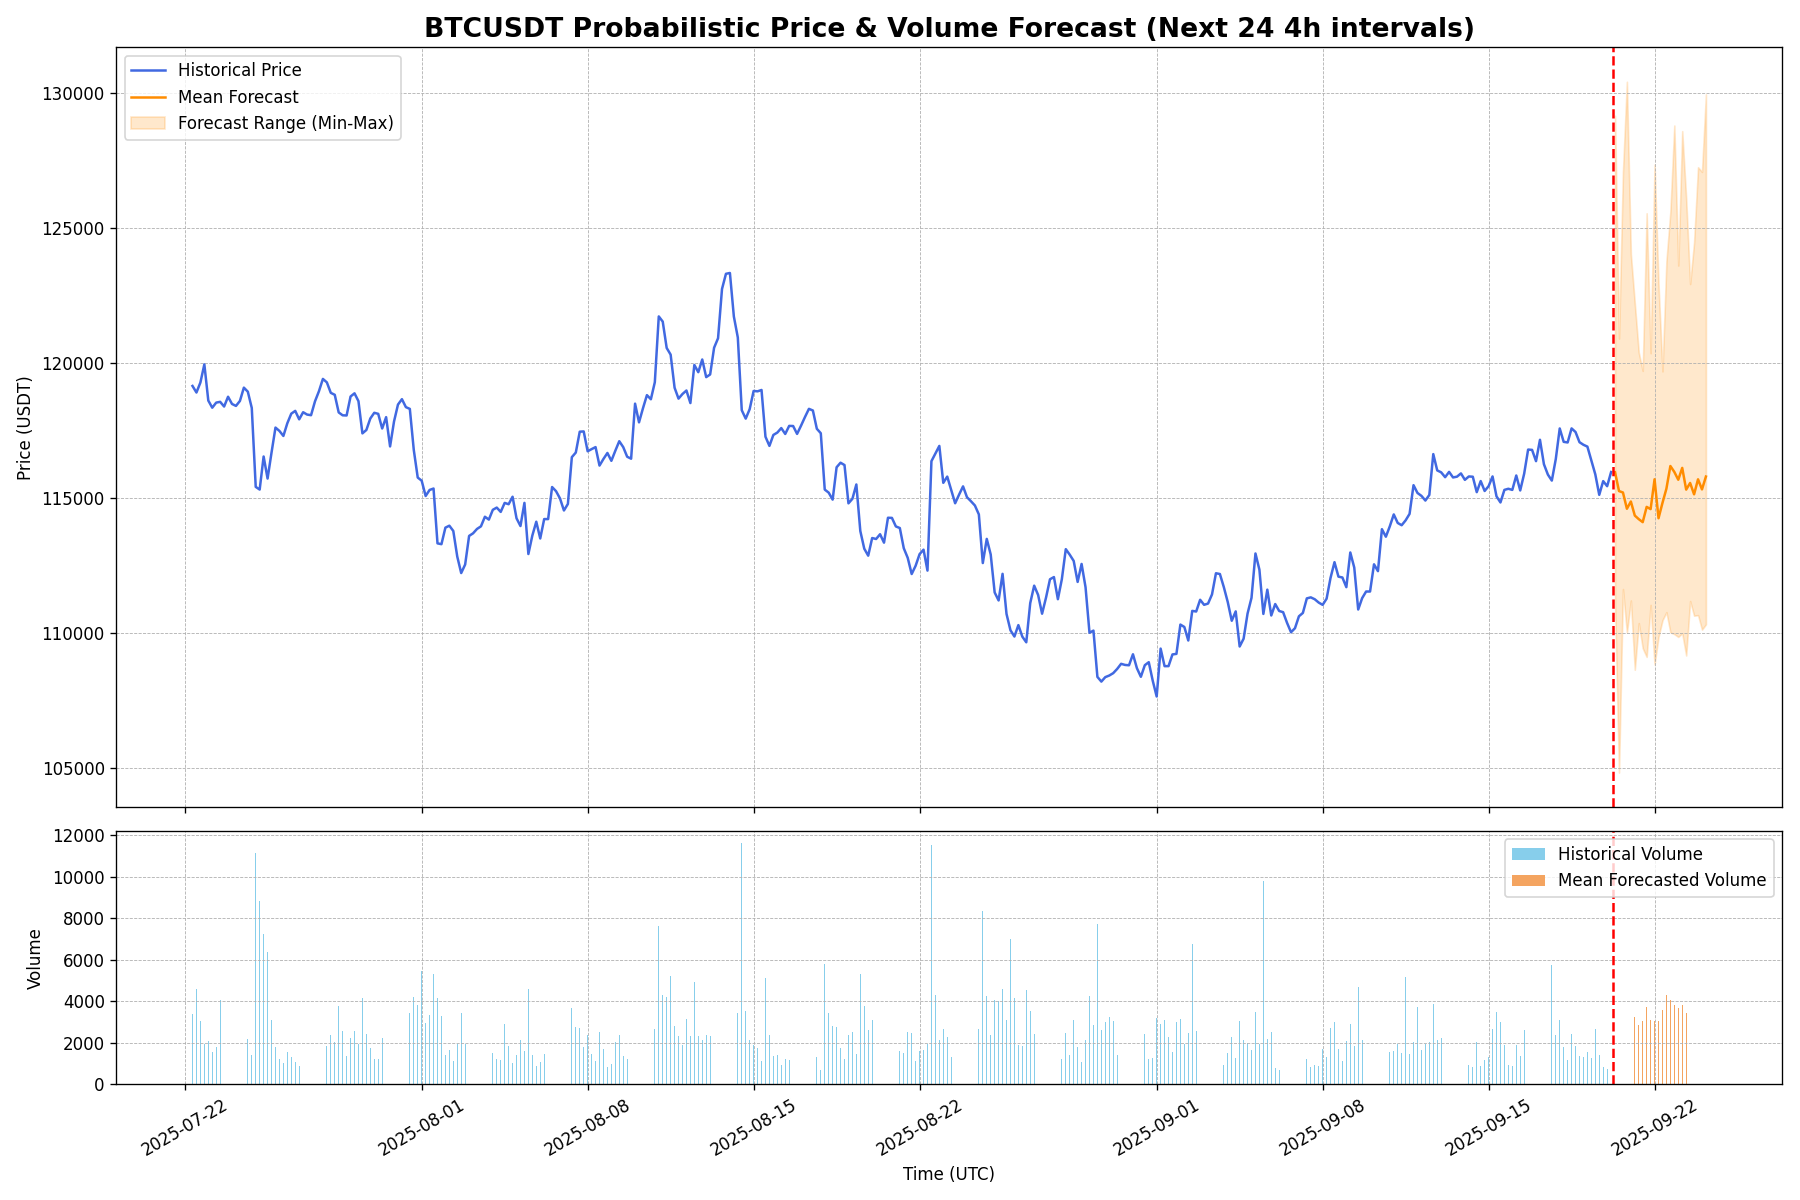 BTCUSDT Probabilistic Price & Volume Forecast (Next 24 4h intervals)
Historical Price
Mean Forecast
Forecast Range (Min-Max)
Price (USDT)
130000
125000
120000
115000
110000
105000
Historical Volume
Mean Forecasted Volume
Volume
12000
10000
8000
6000
4000
2000
0
2025-07-22
2025-08-01
2025-08-08
2025-08-15
2025-08-22
2025-09-01
2025-09-08
2025-09-15
2025-09-22
Time (UTC)